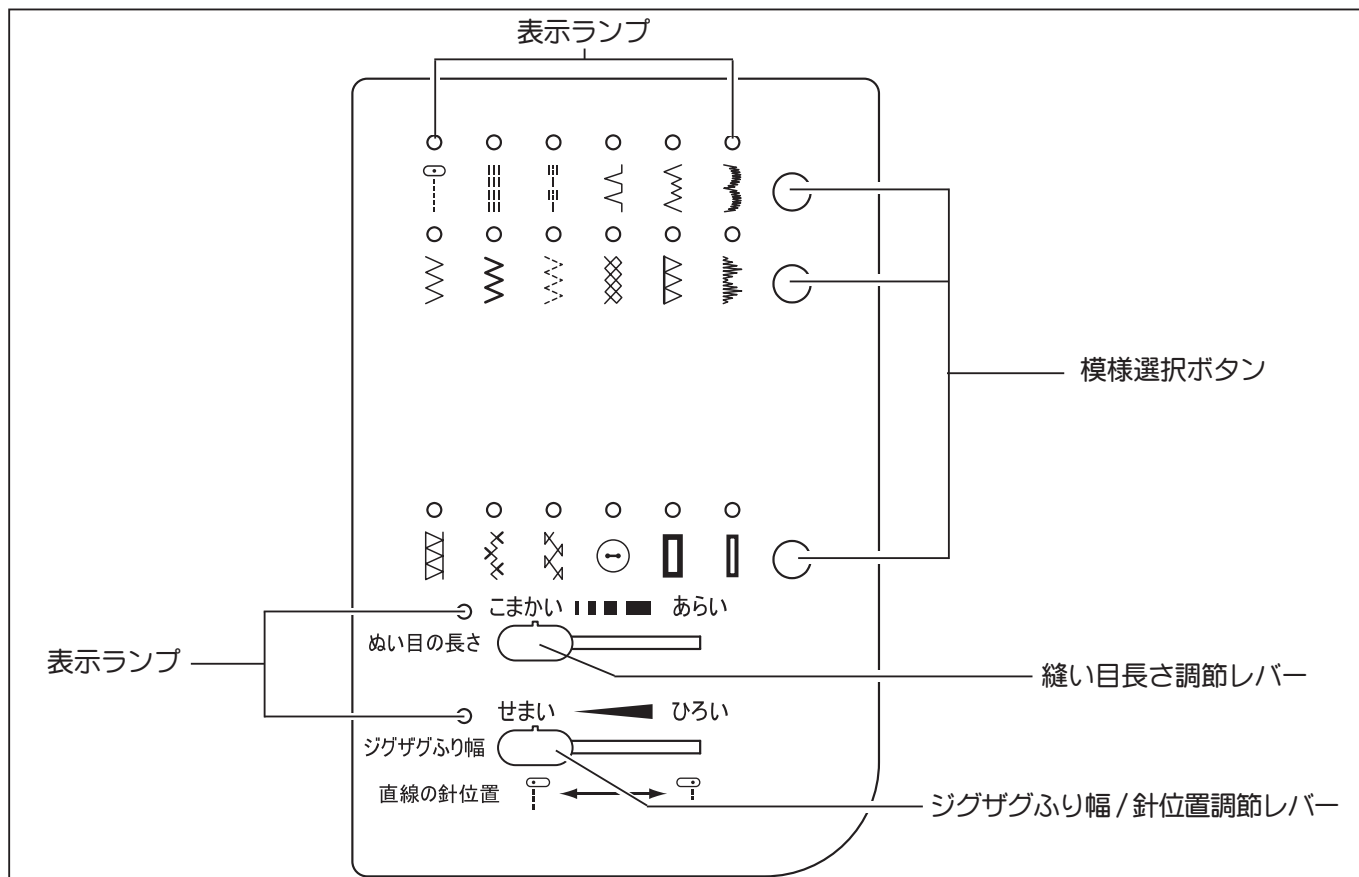 表示ランプ
模様選択ボタン
こまかい あらい
ぬい目の長さ
表示ランプ
縫い目長さ調節レバー
せまい ひろい
ジグザグふり幅
直線の針位置
ジグザグふり幅/針位置調節レバー